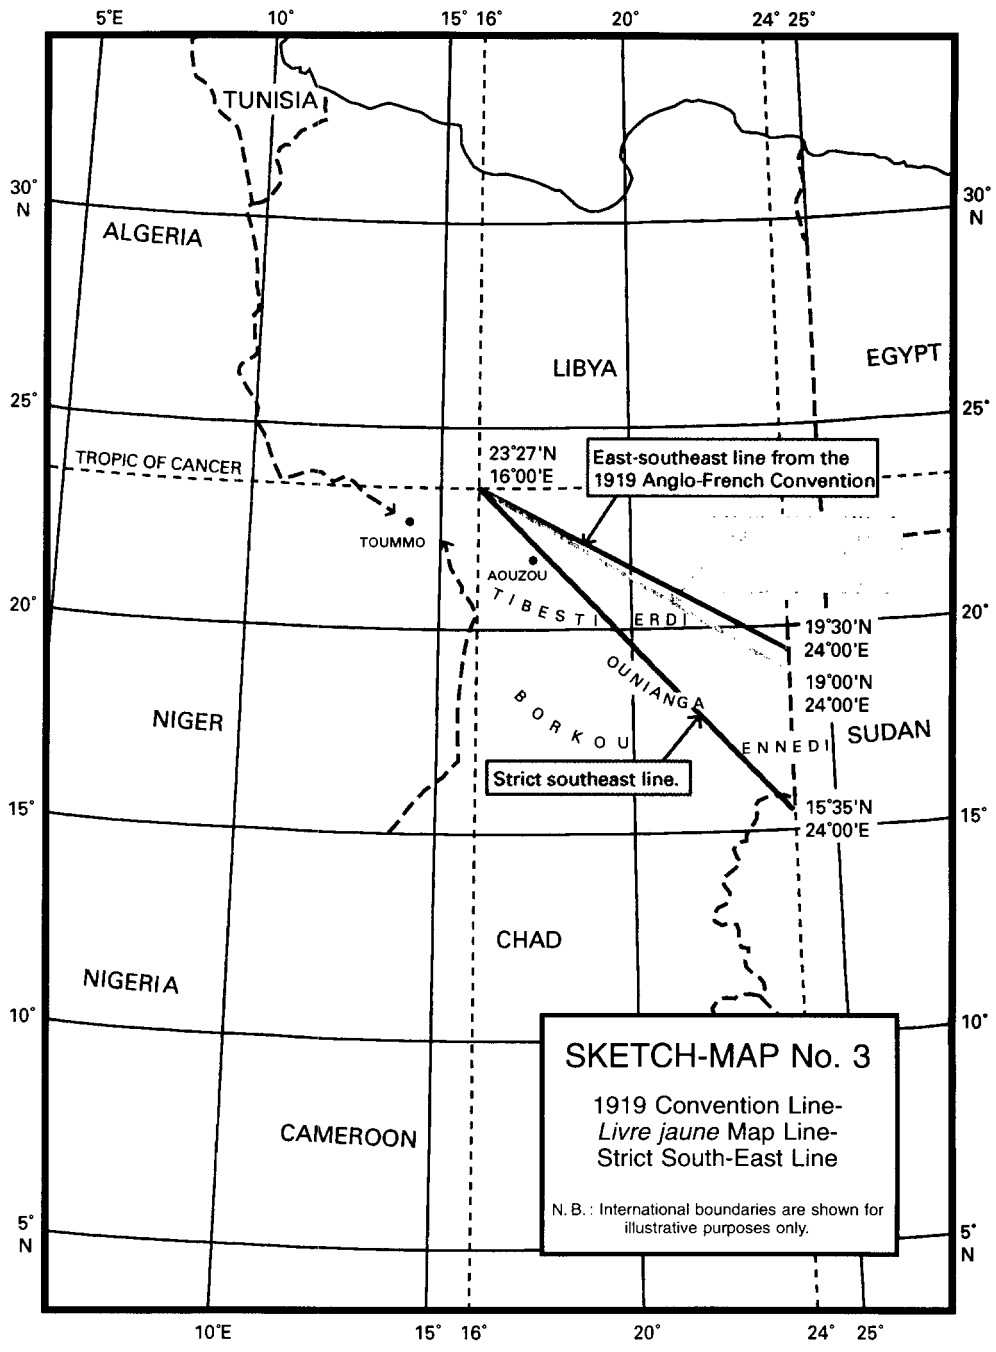 5°E 10° 15° 16° 20° 24° 25°
TUNISIA
30°
N
30°
N
ALGERIA
LIBYA
EGYPT
25°
25°
TROPIC OF CANCER
23°27'N
16°00'E
East-southeast line from the
1919 Anglo-French Convention
TOUMMO
AOUZOU
TIBESTI
ERDI
20°
20°
19°30'N
24°00'E
19°00'N
24°00'E
OUNIANGA
BORKOU
ENNEDI
NIGER
SUDAN
Strict southeast line.
15°35'N
24°00'E
15°
15°
CHAD
NIGERIA
10°
10°
CAMEROON
SKETCH-MAP No. 3
1919 Convention Line-
Livre jaune Map Line-
Strict South-East Line
N.B.: International boundaries are shown for
illustrative purposes only.
5°
N
5°
N
10°E 15° 16° 20° 24° 25°